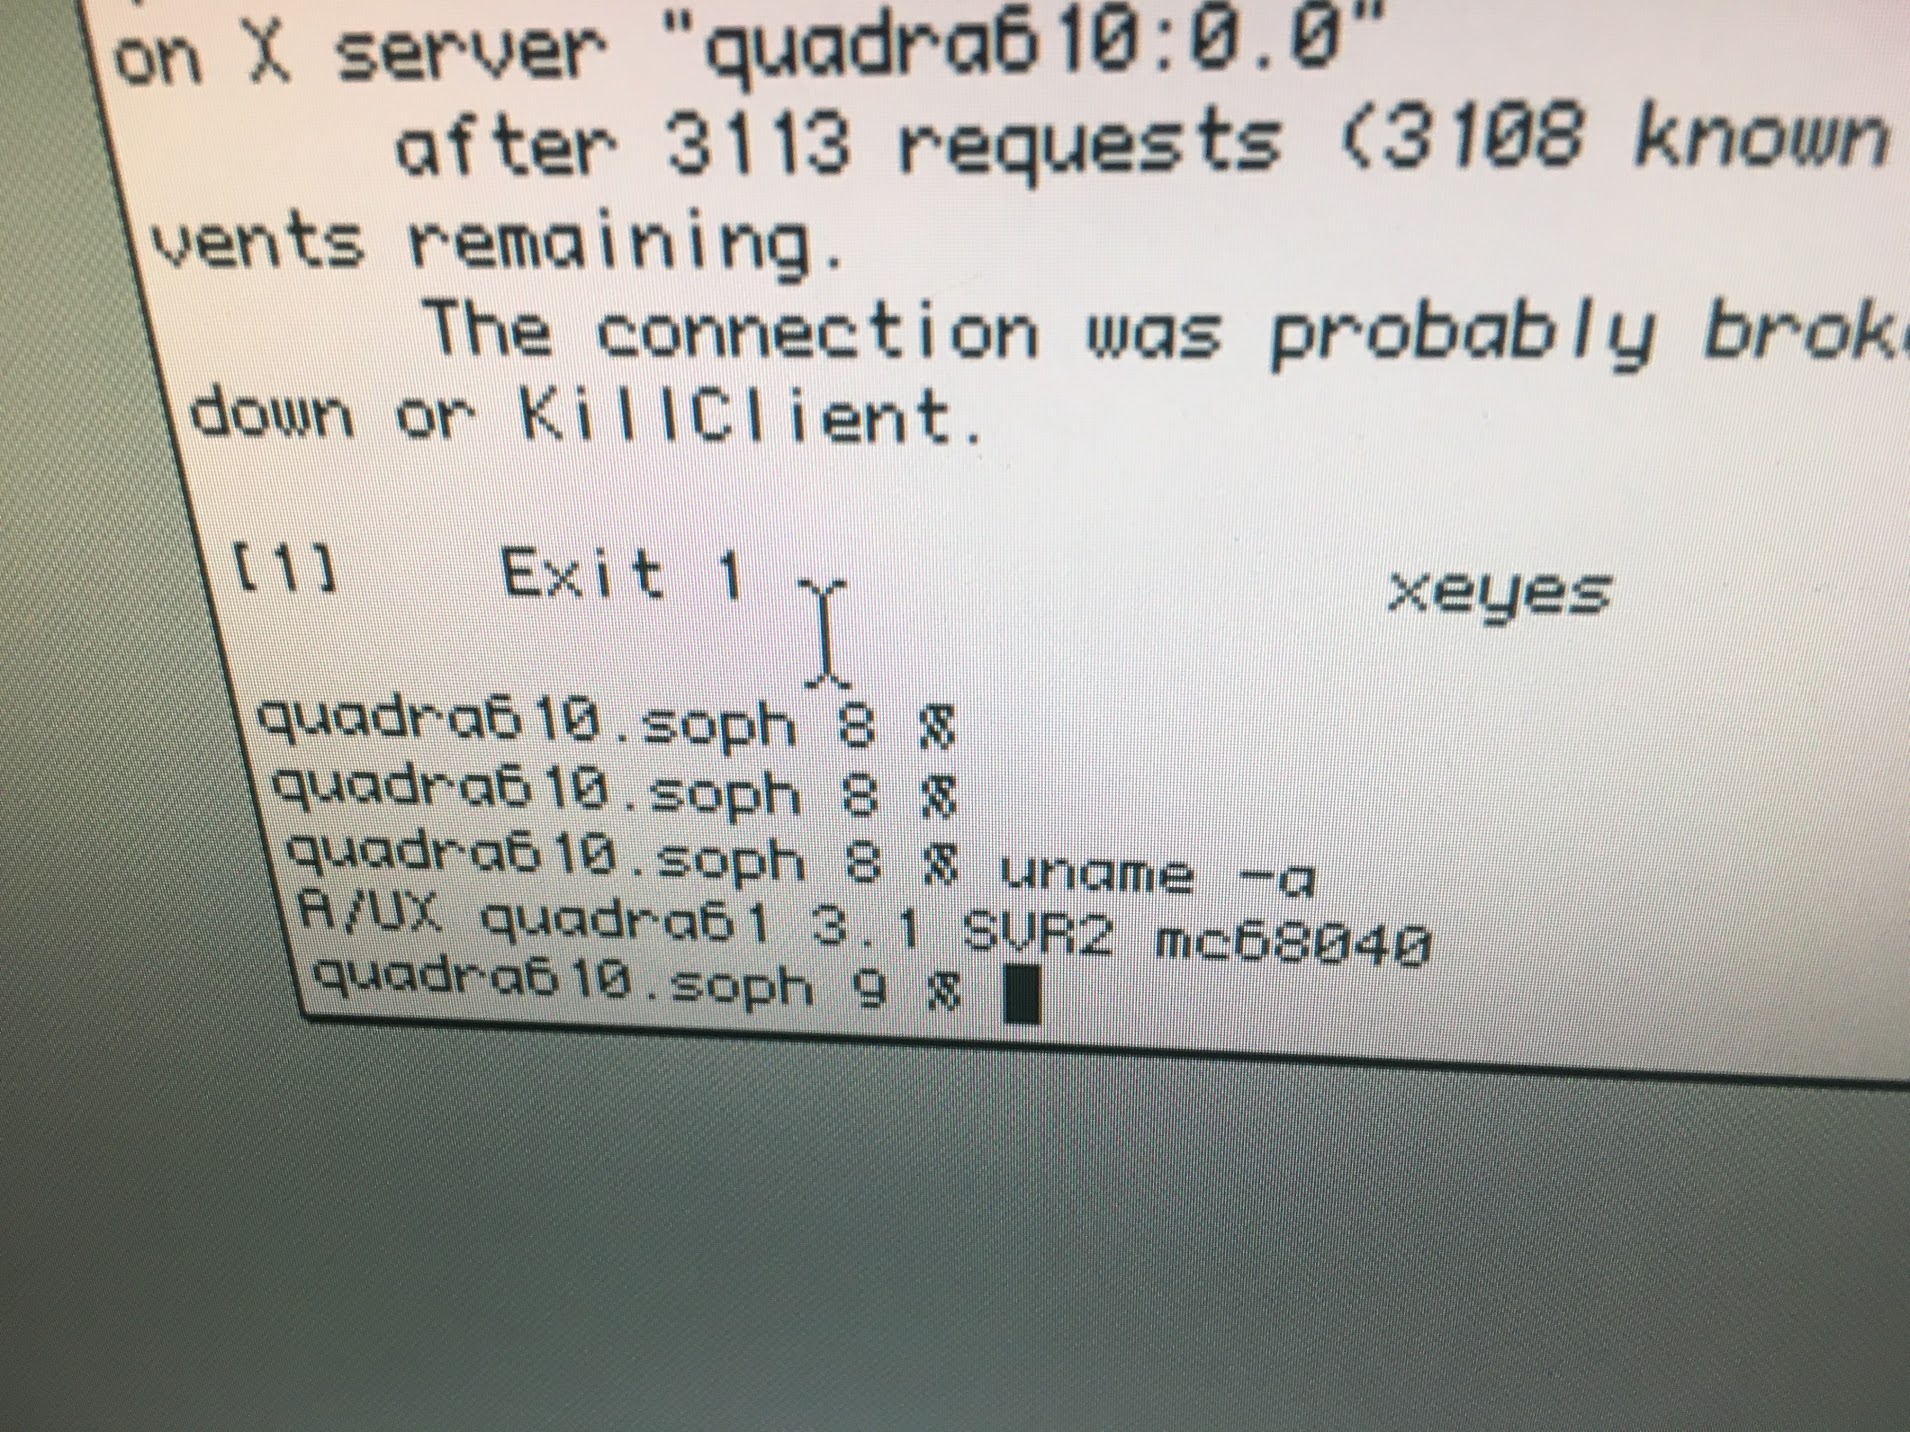 on X server "quadra610:0.0"
after 3113 requests (3108 known
vents remaining.
The connection was probably
down or KillClient.
[1] Exit 1 xeyes
quadra610.soph 8 %
quadra610.soph 8 %
quadra610.soph 8 % uname -a
A/UX quadra61 3.1 SVR2 mc68040
quadra610.soph 9 %